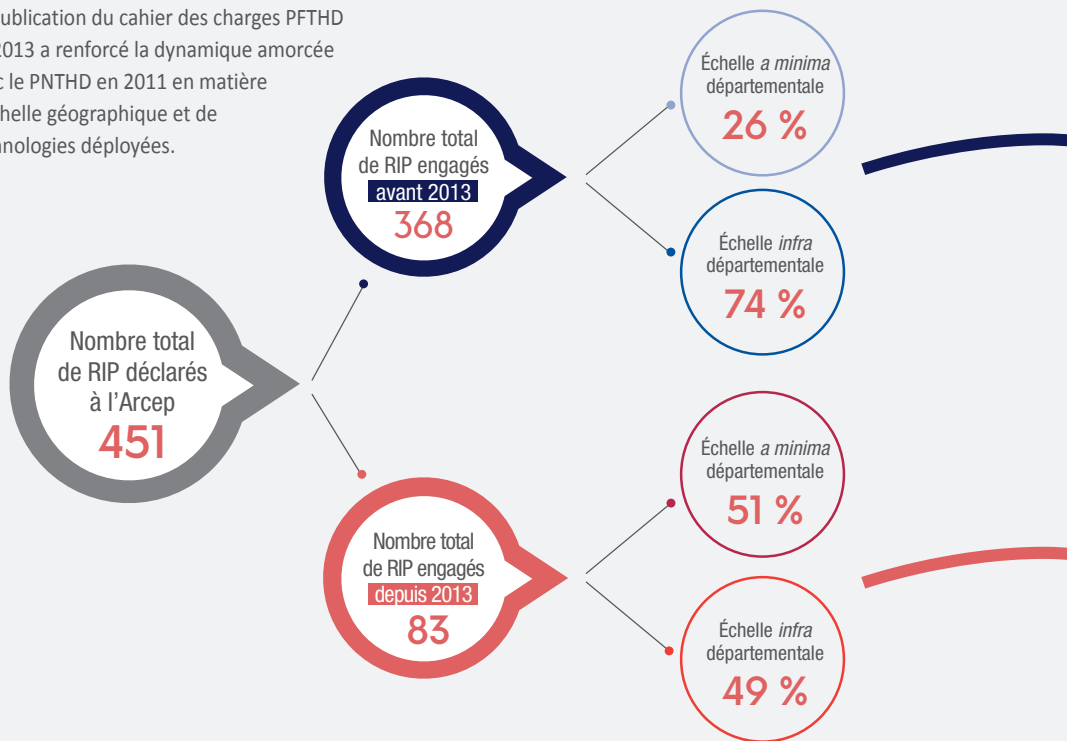 ublication du cahier des charges PFTHD
2013 a renforcé la dynamique amorcée
c le PNTHD en 2011 en matière
helle géographique et de
nologies déployées.
Nombre total
de RIP déclarés
à l'Arcep
451
Nombre total
de RIP engagés
avant 2013
368
Échelle a minima
départementale
26 %
Échelle infra
départementale
74 %
Nombre total
de RIP engagés
depuis 2013
83
Échelle a minima
départementale
51 %
Échelle infra
départementale
49 %